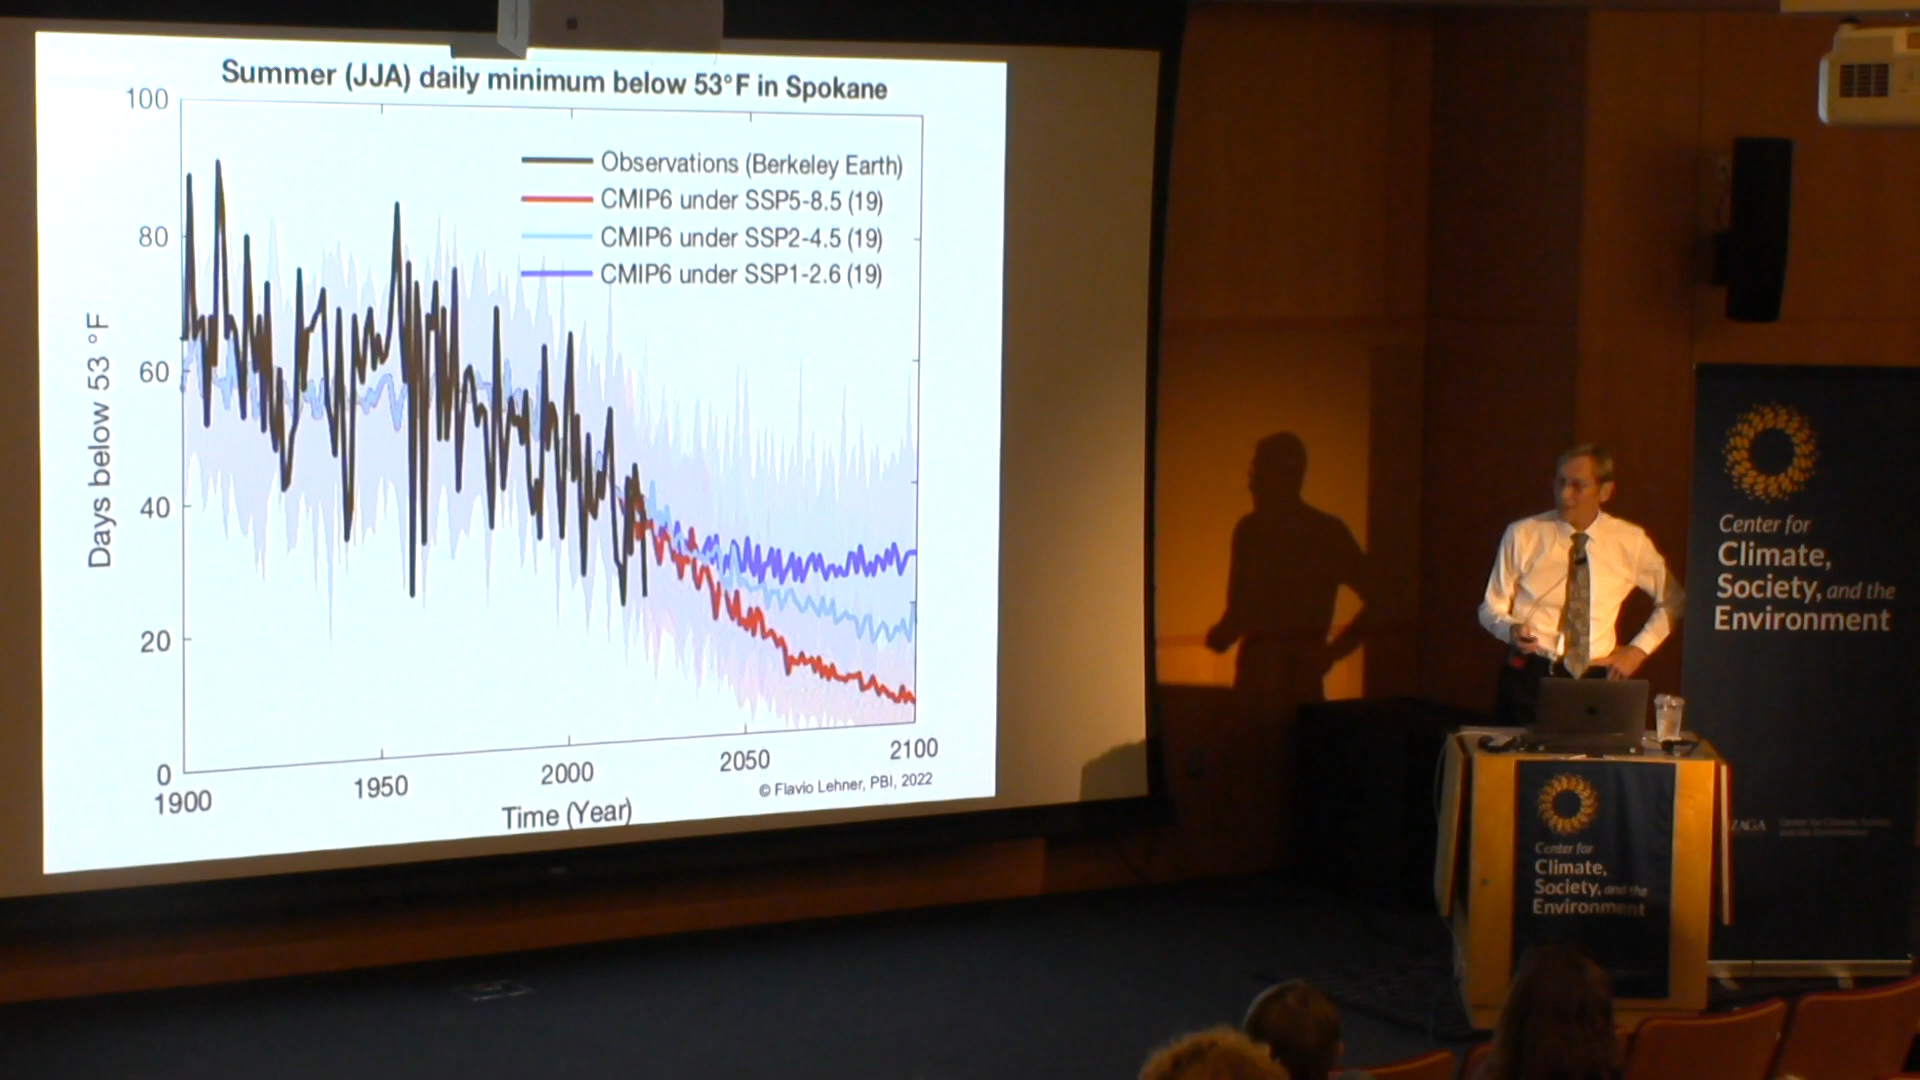 Summer (JJA) daily minimum below 53°F in Spokane
100
80
60
40
20
0
Days below 53 °F
Observations (Berkeley Earth)
CMIP6 under SSP5-8.5 (19)
CMIP6 under SSP2-4.5 (19)
CMIP6 under SSP1-2.6 (19)
1900
1950
2000
2050
2100
Time (Year)
© Flavio Lehner, PBI, 2022
Center for
Climate,
Society, and the
Environment
ZAGA
Center for
Climate,
Society, and the
Environment